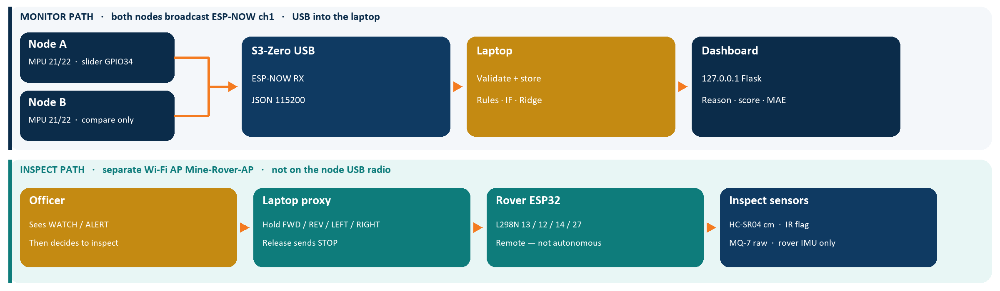 MONITOR PATH · both nodes broadcast ESP-NOW ch1 · USB into the laptop
Node A
MPU 21/22 · slider GPIO34
Node B
MPU 21/22 · compare only
S3-Zero USB
ESP-NOW RX
JSON 115200
Laptop
Validate + store
Rules · IF · Ridge
Dashboard
127.0.0.1 Flask
Reason · score · MAE
INSPECT PATH · separate Wi-Fi AP Mine-Rover-AP · not on the node USB radio
Officer
Sees WATCH / ALERT
Then decides to inspect
Laptop proxy
Hold FWD / REV / LEFT / RIGHT
Release sends STOP
Rover ESP32
L298N 13 / 12 / 14 / 27
Remote — not autonomous
Inspect sensors
HC-SR04 cm · IR flag
MQ-7 raw · rover IMU only